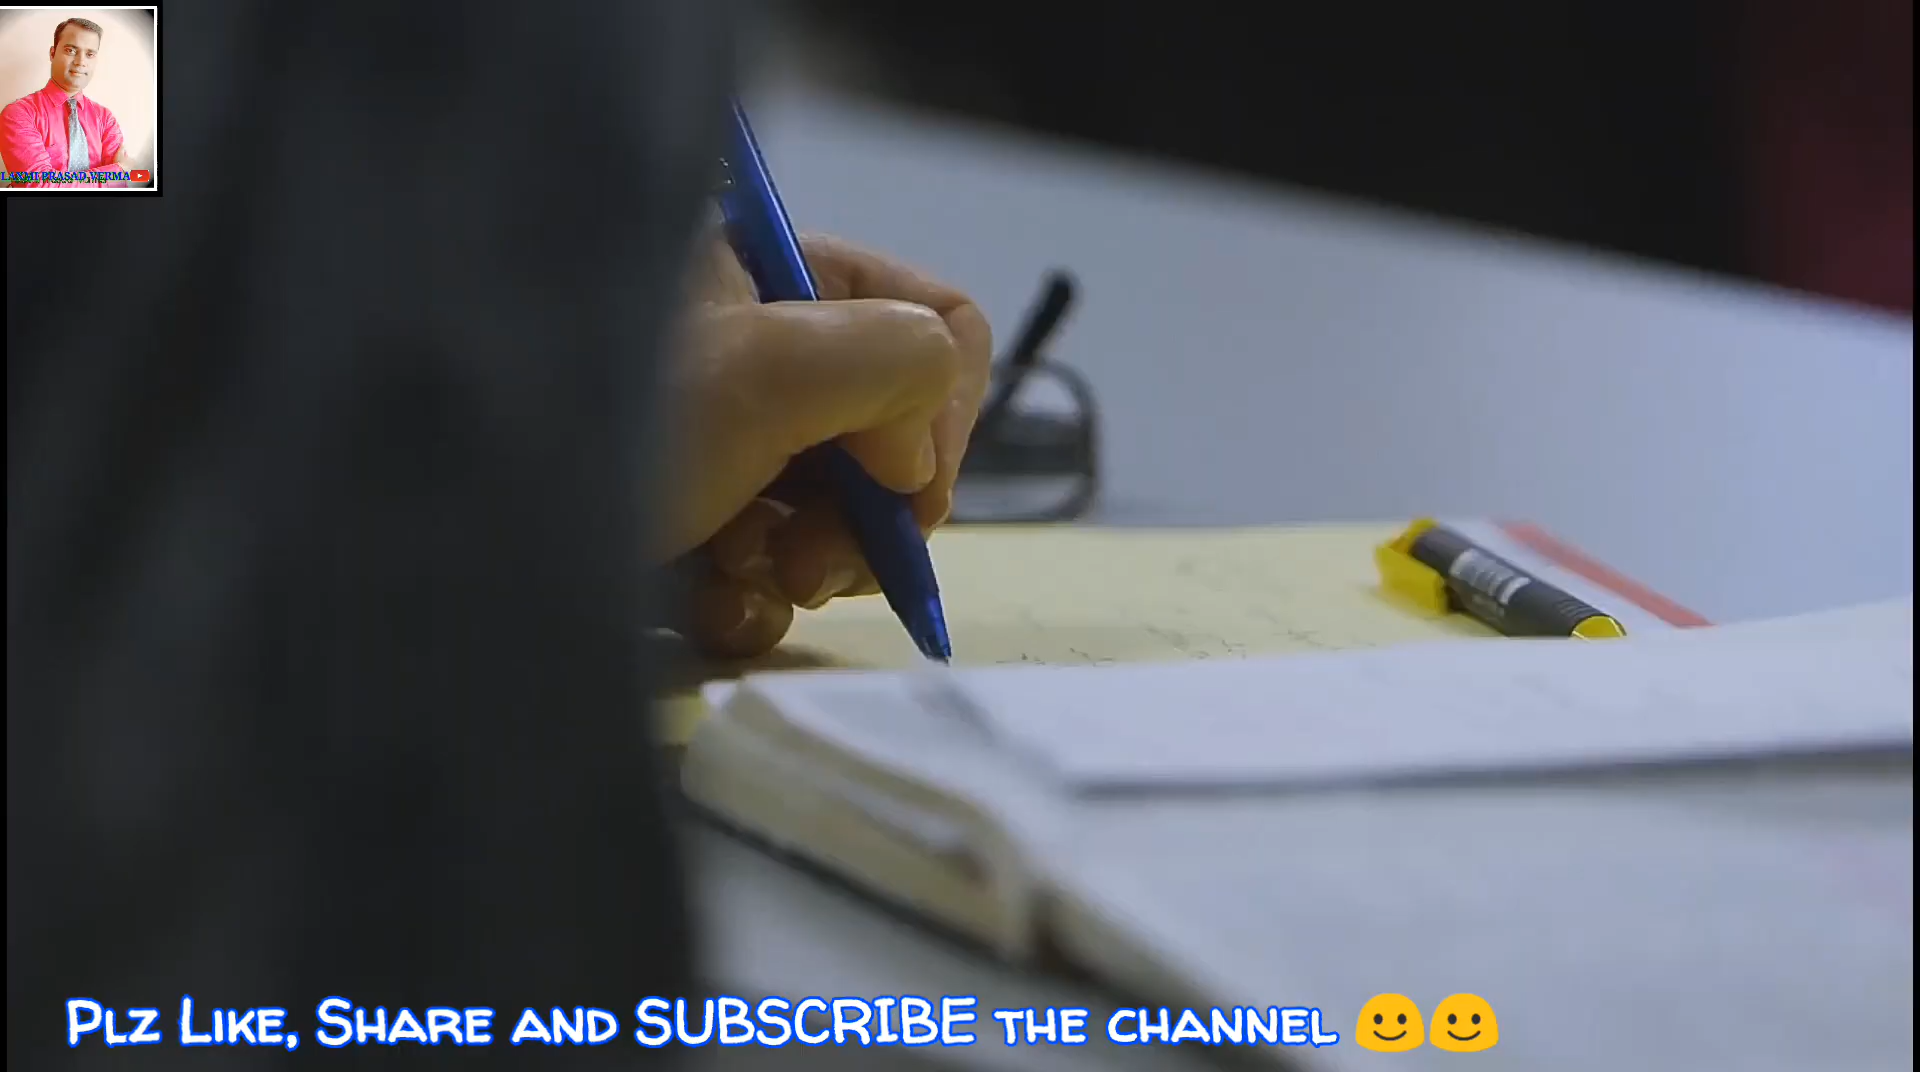 LAXMI PRASAD VERMA
Plz Like, Share and SUBSCRIBE the channel 🙂🙂